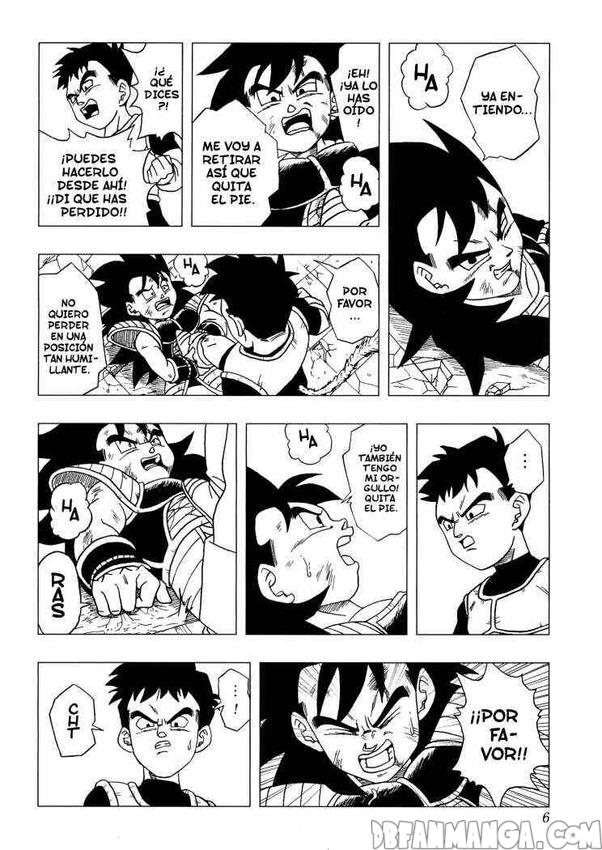 HA
YA EN-
TIENDO...
¡EH!
¡YA LO
HAS
OÍDO!
ME VOY A
RETIRAR
ASÍ QUE
QUITA
EL PIE.
HA
¡¿
QUÉ
DICES
?!
¡PUEDES
HACERLO
DESDE AHÍ!
¡¡DI QUE HAS
PERDIDO!!
POR
FAVOR
...
HA
NO
QUIERO
PERDER
EN UNA
POSICIÓN
TAN HUMI-
LLANTE.
¡YO
TAMBIÉN
TENGO
MI OR-
GULLO!
QUITA
EL PIE.
HA
HA
RAS
¡¡POR
FA-
VOR!!
...!
CHT
6
DBFANMANGA.COM